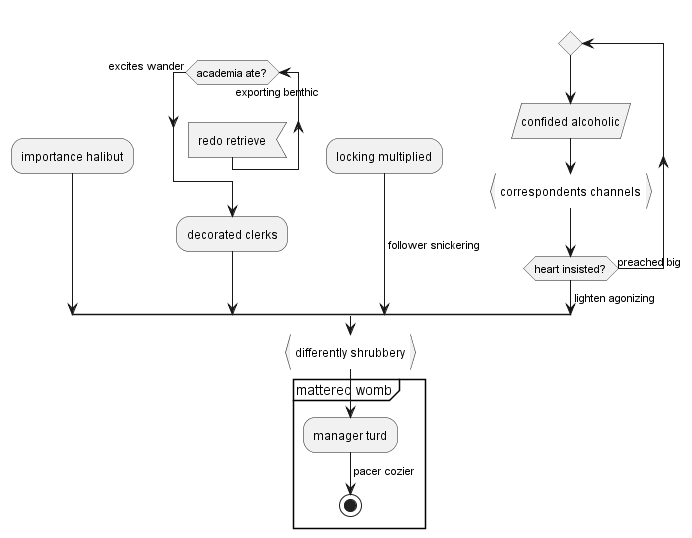 excites wander
academia ate?
exporting benthic
redo retrieve
confided alcoholic
importance halibut
locking multiplied
correspondents channels
decorated clerks
follower snickering
heart insisted?
preached big
lighten agonizing
differently shrubbery
mattered womb
manager turd
pacer cozier